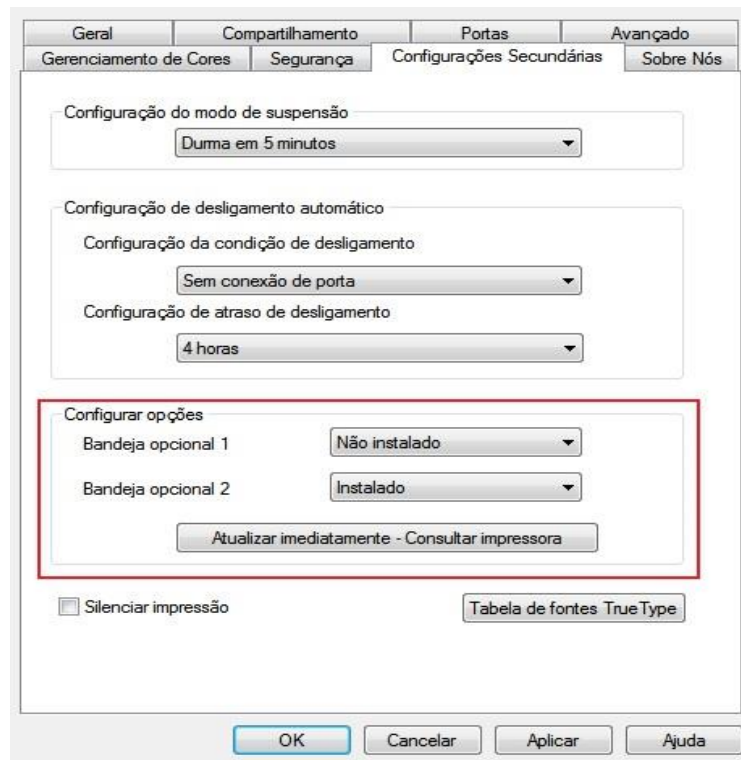 Geral Compartilhamento Portas Avançado
Gerenciamento de Cores Segurança Configurações Secundárias Sobre Nós
Configuração do modo de suspensão
Durma em 5 minutos
Configuração de desligamento automático
Configuração da condição de desligamento
Sem conexão de porta
Configuração de atraso de desligamento
4 horas
Configurar opções
Bandeja opcional 1 Não instalado
Bandeja opcional 2 Instalado
Atualizar imediatamente - Consultar impressora
Silenciar impressão Tabela de fontes TrueType
OK Cancelar Aplicar Ajuda